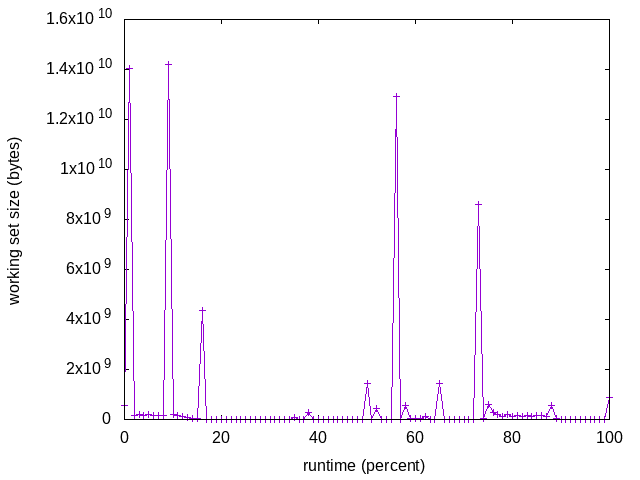 1.6x10^10
1.4x10^10
1.2x10^10
1x10^10
8x10^9
6x10^9
4x10^9
2x10^9
0
working set size (bytes)
0 20 40 60 80 100
runtime (percent)